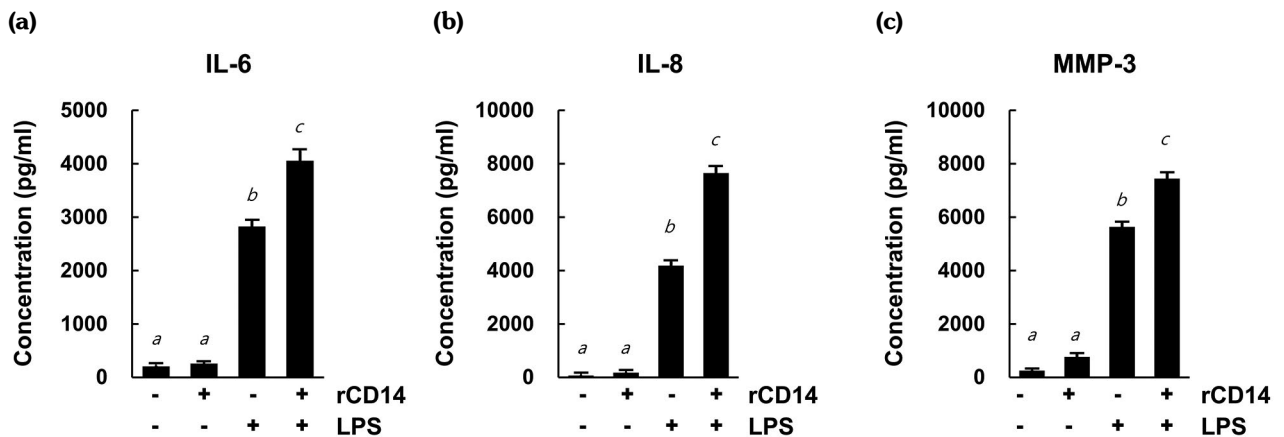 (a)
IL-6
Concentration (pg/ml)
5000
4000
3000
2000
1000
0
a
a
b
c
- + - + rCD14
- - + + LPS
(b)
IL-8
Concentration (pg/ml)
10000
8000
6000
4000
2000
0
a
a
b
c
- + - + rCD14
- - + + LPS
(c)
MMP-3
Concentration (pg/ml)
10000
8000
6000
4000
2000
0
a
a
b
c
- + - + rCD14
- - + + LPS